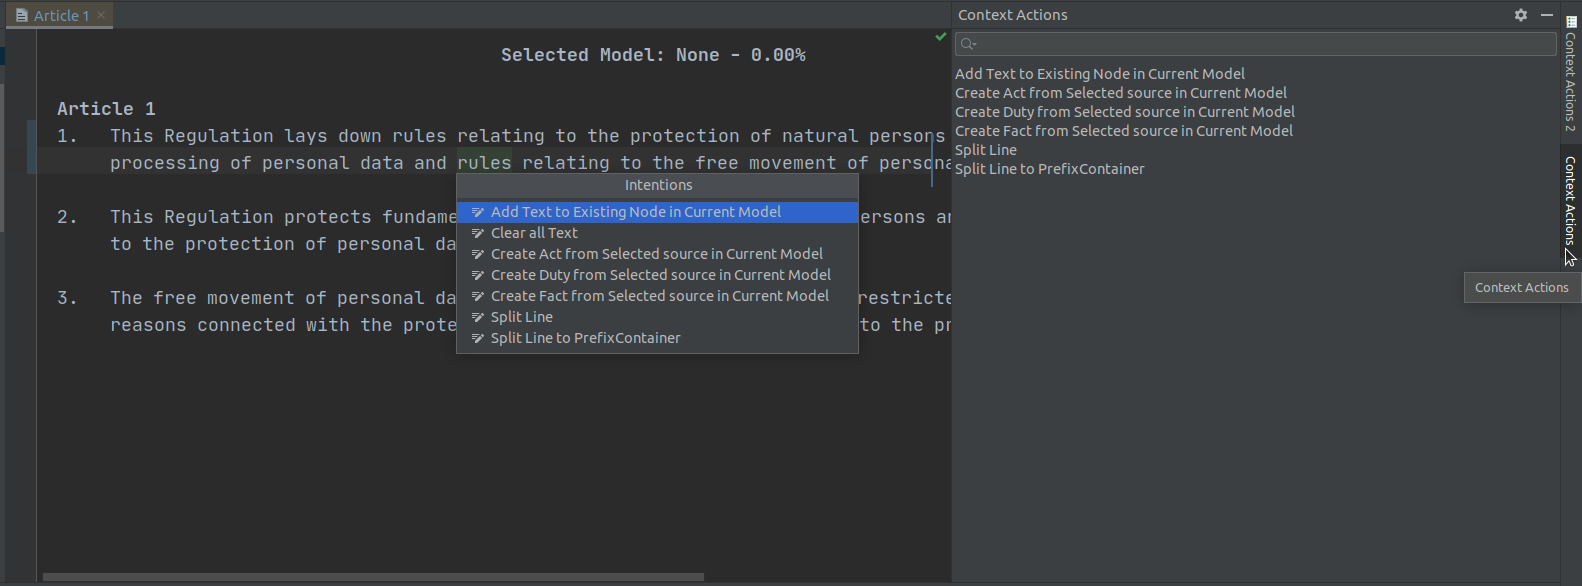 Article 1
Selected Model: None - 0.00%
Article 1
1. This Regulation lays down rules relating to the protection of natural persons
processing of personal data and rules relating to the free movement of persona
2. This Regulation protects fundame ersons an
to the protection of personal da
3. The free movement of personal da restricte
reasons connected with the prote to the pr
Intentions
Add Text to Existing Node in Current Model
Clear all Text
Create Act from Selected source in Current Model
Create Duty from Selected source in Current Model
Create Fact from Selected source in Current Model
Split Line
Split Line to PrefixContainer
Context Actions
Add Text to Existing Node in Current Model
Create Act from Selected source in Current Model
Create Duty from Selected source in Current Model
Create Fact from Selected source in Current Model
Split Line
Split Line to PrefixContainer
Context Actions 2
Context Actions
Context Actions